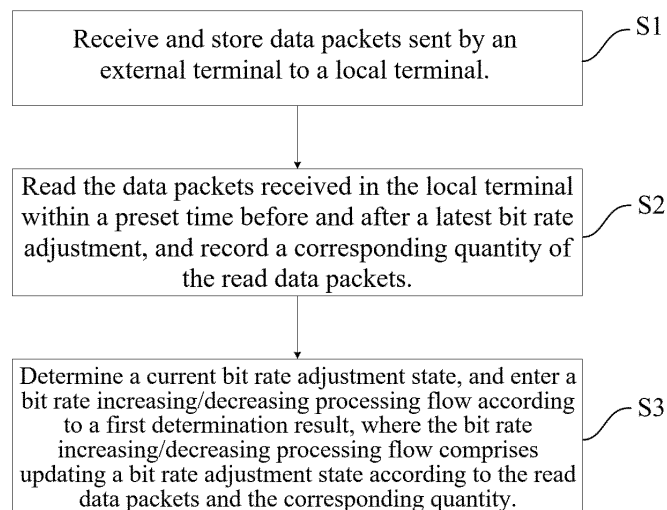 Receive and store data packets sent by an
external terminal to a local terminal.
S1
Read the data packets received in the local terminal
within a preset time before and after a latest bit rate
adjustment, and record a corresponding quantity of
the read data packets.
S2
Determine a current bit rate adjustment state, and enter a
bit rate increasing/decreasing processing flow according
to a first determination result, where the bit rate
increasing/decreasing processing flow comprises
updating a bit rate adjustment state according to the read
data packets and the corresponding quantity.
S3